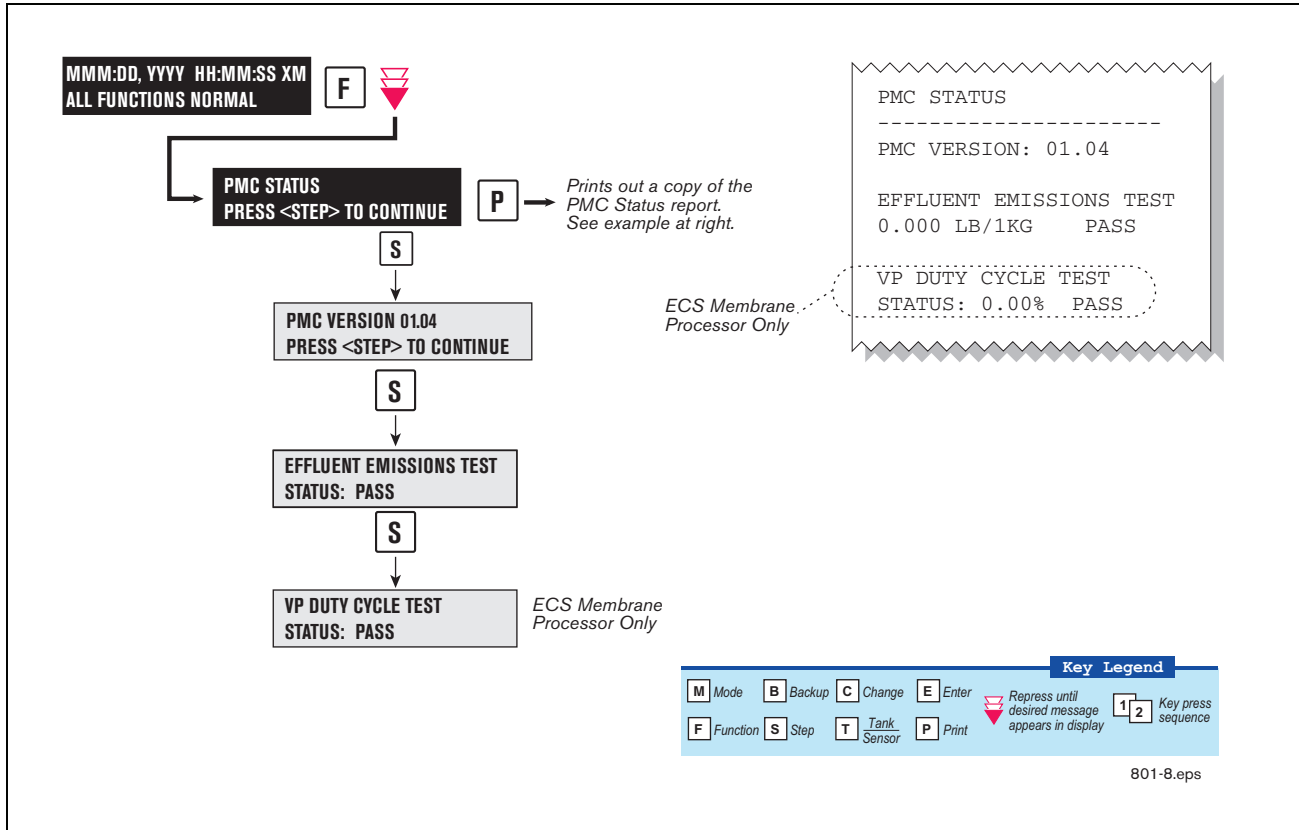 MMM:DD, YYYY HH:MM:SS XM
ALL FUNCTIONS NORMAL
F
PMC STATUS
PRESS <STEP> TO CONTINUE
P
Prints out a copy of the
PMC Status report.
See example at right.
S
PMC VERSION 01.04
PRESS <STEP> TO CONTINUE
S
EFFLUENT EMISSIONS TEST
STATUS: PASS
S
VP DUTY CYCLE TEST
STATUS: PASS
ECS Membrane
Processor Only
PMC STATUS
----------------------
PMC VERSION: 01.04
EFFLUENT EMISSIONS TEST
0.000 LB/1KG PASS
VP DUTY CYCLE TEST
STATUS: 0.00% PASS
ECS Membrane
Processor Only
Key Legend
M Mode
B Backup
C Change
E Enter
Repress until
desired message
appears in display
1 2
Key press
sequence
F Function
S Step
T Tank
Sensor
P Print
801-8.eps